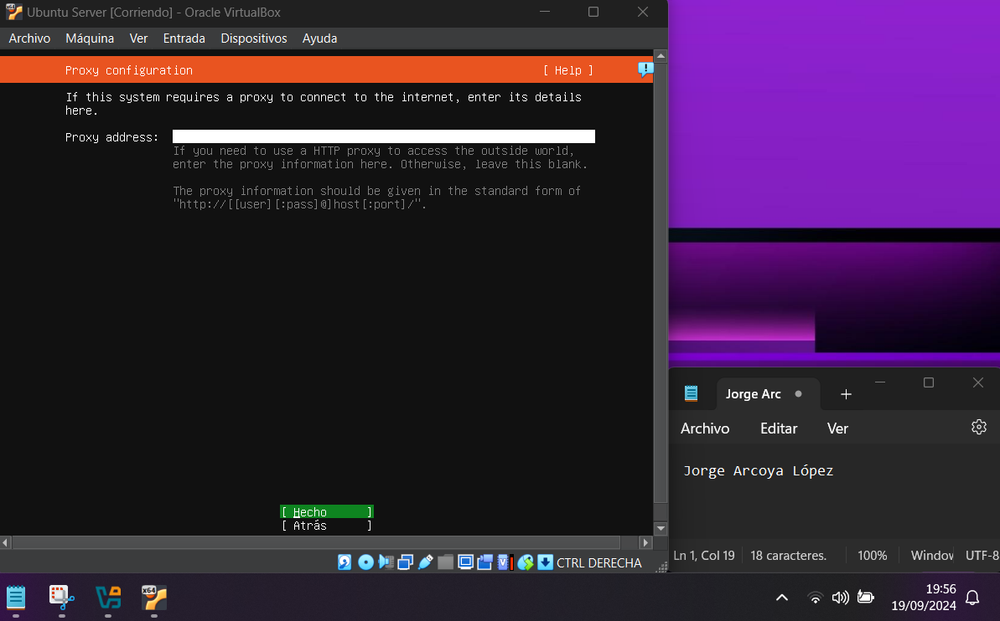 Ubuntu Server [Corriendo] - Oracle VirtualBox
Archivo Máquina Ver Entrada Dispositivos Ayuda
Proxy configuration [ Help ]
If this system requires a proxy to connect to the internet, enter its details
here.
Proxy address:
If you need to use a HTTP proxy to access the outside world,
enter the proxy information here. Otherwise, leave this blank.
The proxy information should be given in the standard form of
"http://[[user][:pass]@]host[:port]/".
[ Hecho ]
[ Atrás ]
CTRL DERECHA
Jorge Arc
Archivo Editar Ver
Jorge Arcoya López
Ln 1, Col 19 18 caracteres. 100% Window UTF-8
x64
19:56
19/09/2024